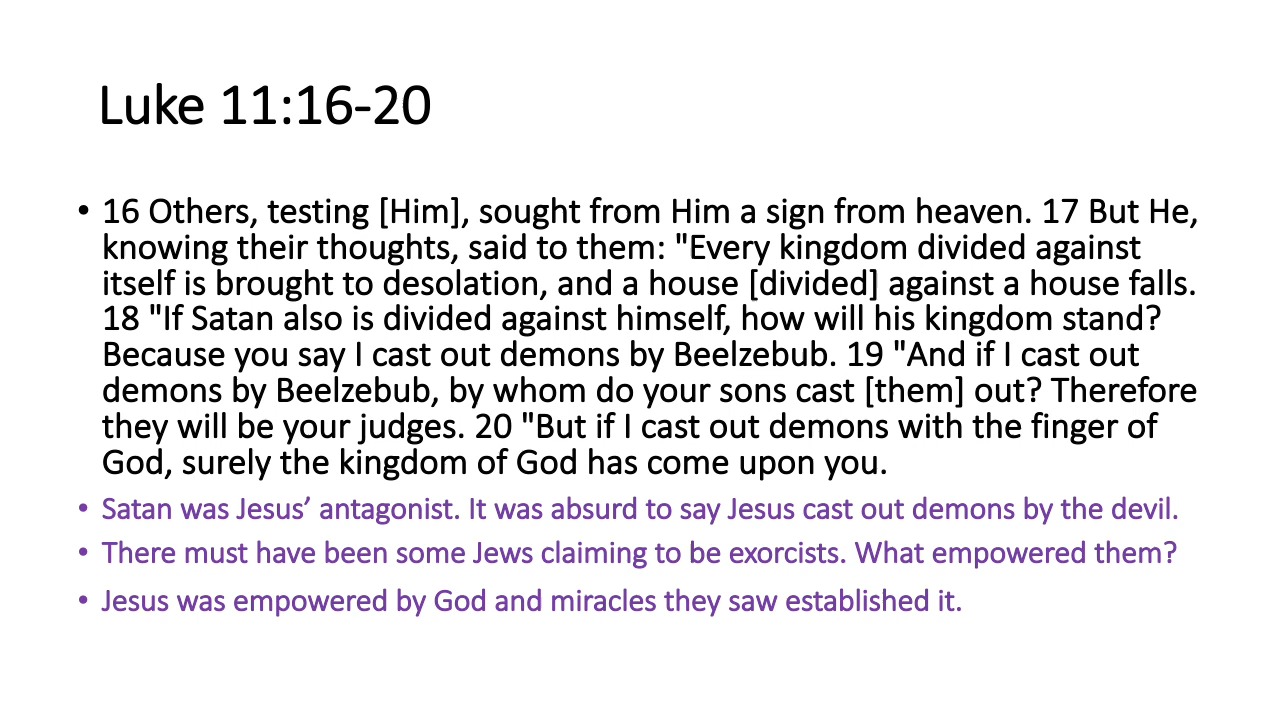 Luke 11:16-20
• 16 Others, testing [Him], sought from Him a sign from heaven. 17 But He,
knowing their thoughts, said to them: "Every kingdom divided against
itself is brought to desolation, and a house [divided] against a house falls.
18 "If Satan also is divided against himself, how will his kingdom stand?
Because you say I cast out demons by Beelzebub. 19 "And if I cast out
demons by Beelzebub, by whom do your sons cast [them] out? Therefore
they will be your judges. 20 "But if I cast out demons with the finger of
God, surely the kingdom of God has come upon you.
• Satan was Jesus’ antagonist. It was absurd to say Jesus cast out demons by the devil.
• There must have been some Jews claiming to be exorcists. What empowered them?
• Jesus was empowered by God and miracles they saw established it.